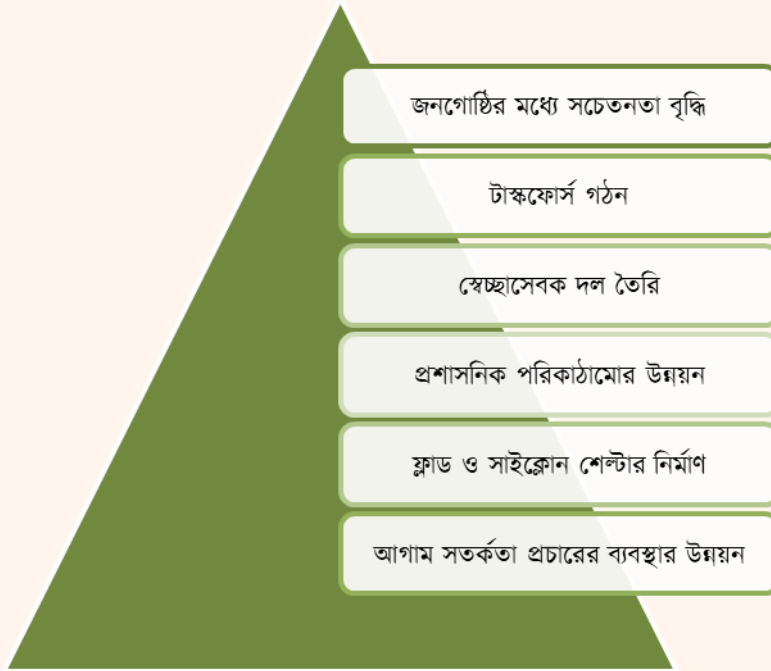 জনগোষ্ঠির মধ্যে সচেতনতা বৃদ্ধি
টাস্কফোর্স গঠন
স্বেচ্ছাসেবক দল তৈরি
প্রশাসনিক পরিকাঠামোর উন্নয়ন
ফ্লাড ও সাইক্লোন শেল্টার নির্মাণ
আগাম সতর্কতা প্রচারের ব্যবস্থার উন্নয়ন